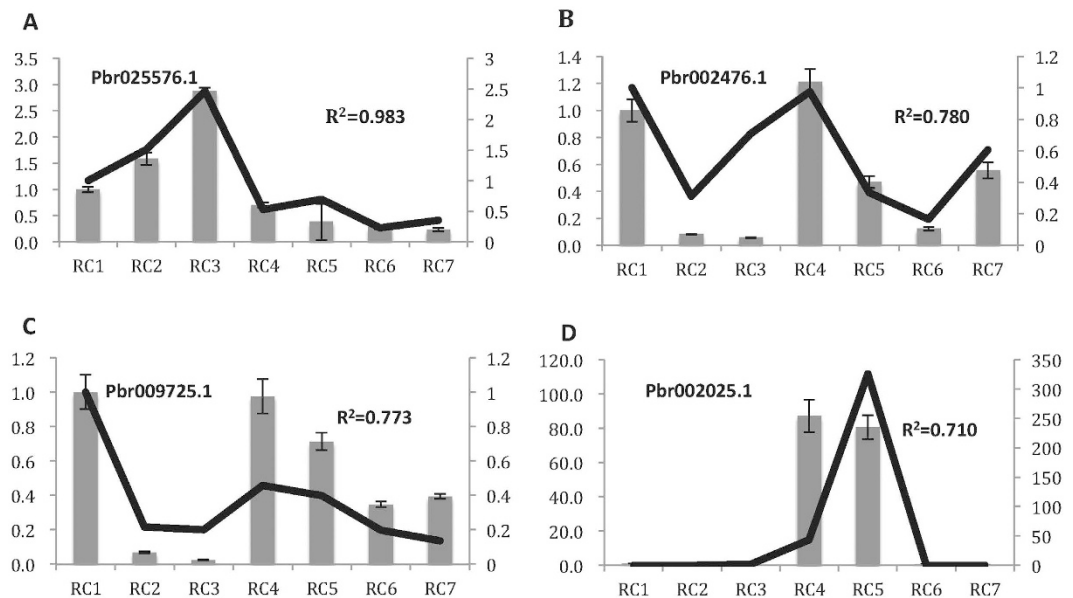 A
Pbr025576.1
R²=0.983
3.5 3
3.0 2.5
2.5 2
2.0 1.5
1.5 1
1.0 0.5
0.5 0
0.0
RC1 RC2 RC3 RC4 RC5 RC6 RC7
B
Pbr002476.1
R²=0.780
1.4 1.2
1.2 1
1.0 0.8
0.8 0.6
0.6 0.4
0.4 0.2
0.2 0
0.0
RC1 RC2 RC3 RC4 RC5 RC6 RC7
C
Pbr009725.1
R²=0.773
1.2 1.2
1.0 1
0.8 0.8
0.6 0.6
0.4 0.4
0.2 0.2
0.0 0
RC1 RC2 RC3 RC4 RC5 RC6 RC7
D
Pbr002025.1
R²=0.710
120.0 350
100.0 300
80.0 250
60.0 200
40.0 150
20.0 100
0.0 50
0
RC1 RC2 RC3 RC4 RC5 RC6 RC7